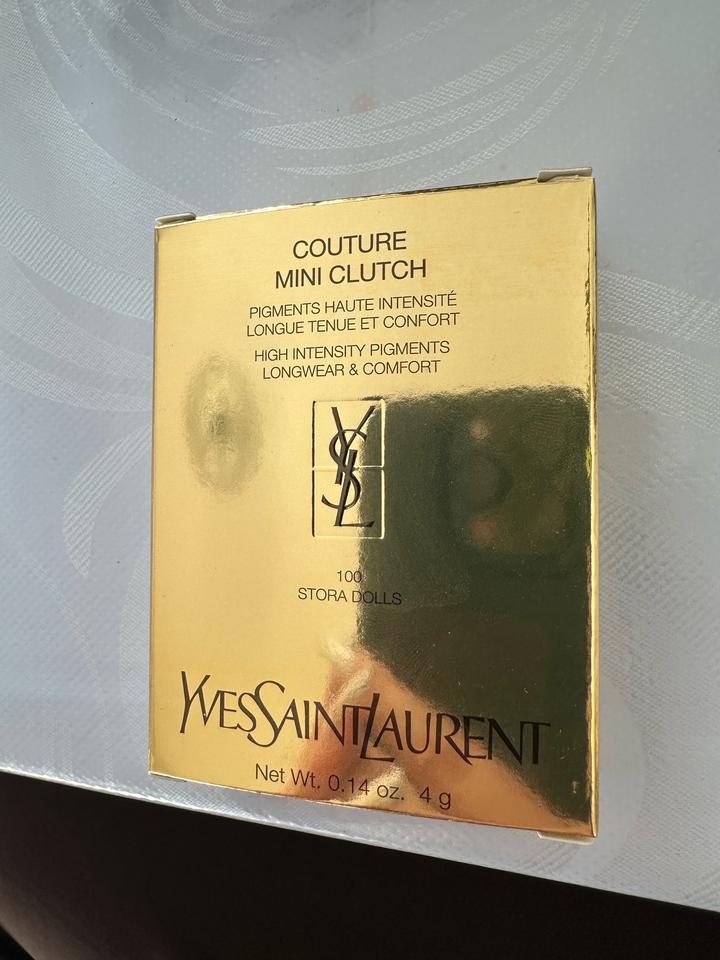 COUTURE
MINI CLUTCH
PIGMENTS HAUTE INTENSITÉ
LONGUE TENUE ET CONFORT
HIGH INTENSITY PIGMENTS
LONGWEAR & COMFORT
YSL
100
STORA DOLLS
YVESSAINTLAURENT
Net Wt. 0.14 oz. 4 g